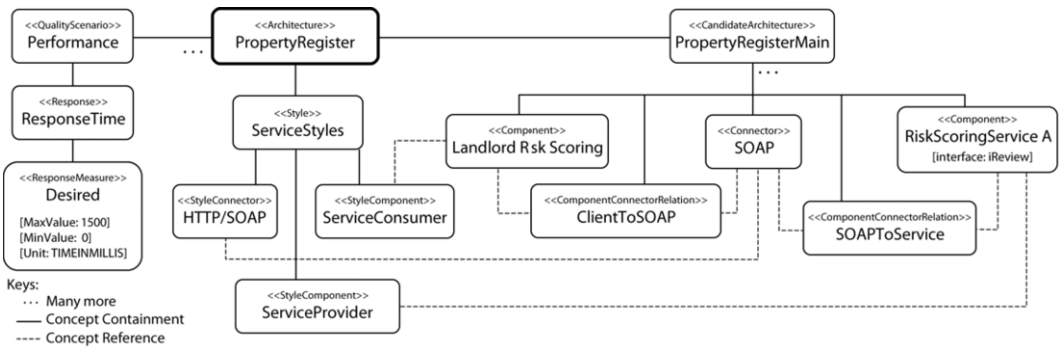 <<QualityScenario>>
Performance
...
<<Architecture>>
PropertyRegister
<<CandidateArchitecture>>
PropertyRegisterMain
...
<<Response>>
ResponseTime
<<Style>>
ServiceStyles
<<Component>>
Landlord R sk Scoring
<<Connector>>
SOAP
<<Component>>
RiskScoringService A
[interface: iReview]
<<ResponseMeasure>>
Desired
[MaxValue: 1500]
[MinValue: 0]
[Unit: TIMEINMILLIS]
<<StyleConnector>>
HTTP/SOAP
<<StyleComponent>>
ServiceConsumer
<<ComponentConnectorRelation>>
ClientToSOAP
<<ComponentConnectorRelation>>
SOAPToService
<<StyleComponent>>
ServiceProvider
Keys:
... Many more
Concept Containment
Concept Reference